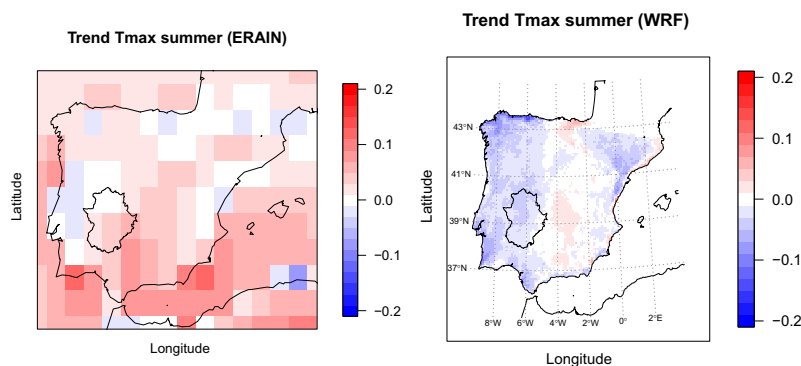 Trend Tmax summer (ERAIN)
Latitude
Longitude
0.2
0.1
0.0
−0.1
−0.2
Trend Tmax summer (WRF)
Latitude
43°N
41°N
39°N
37°N
8°W 6°W 4°W 2°W 0° 2°E
Longitude
0.2
0.1
0.0
−0.1
−0.2